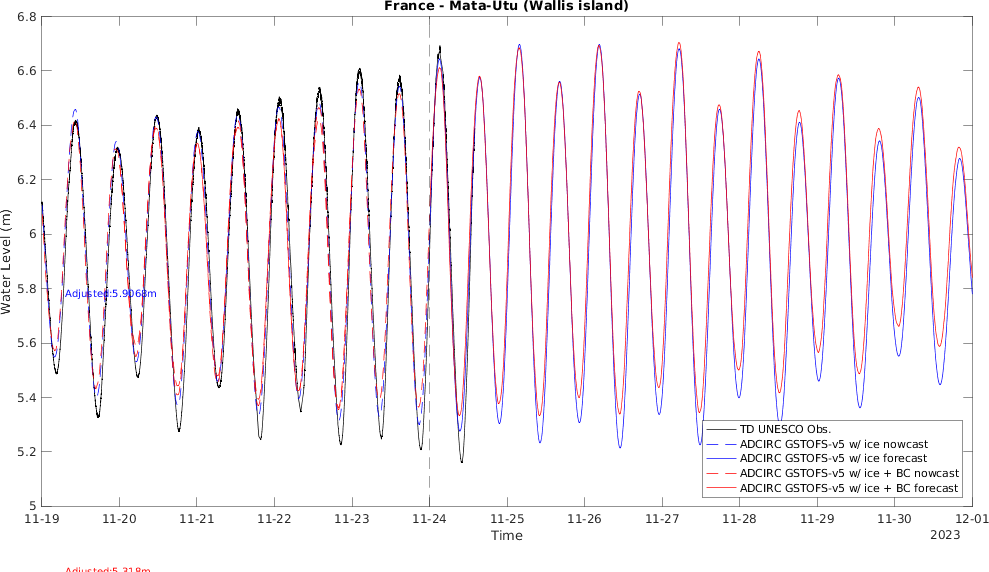 France - Mata-Utu (Wallis island)
6.8
6.6
6.4
6.2
6
5.8
5.6
5.4
5.2
5
Water Level (m)
Adjusted:5.9068m
TD UNESCO Obs.
ADCIRC GSTOFS-v5 w/ ice nowcast
ADCIRC GSTOFS-v5 w/ ice forecast
ADCIRC GSTOFS-v5 w/ ice + BC nowcast
ADCIRC GSTOFS-v5 w/ ice + BC forecast
11-19 11-20 11-21 11-22 11-23 11-24 11-25 11-26 11-27 11-28 11-29 11-30 12-01
Time
2023
Adjusted:5.318m